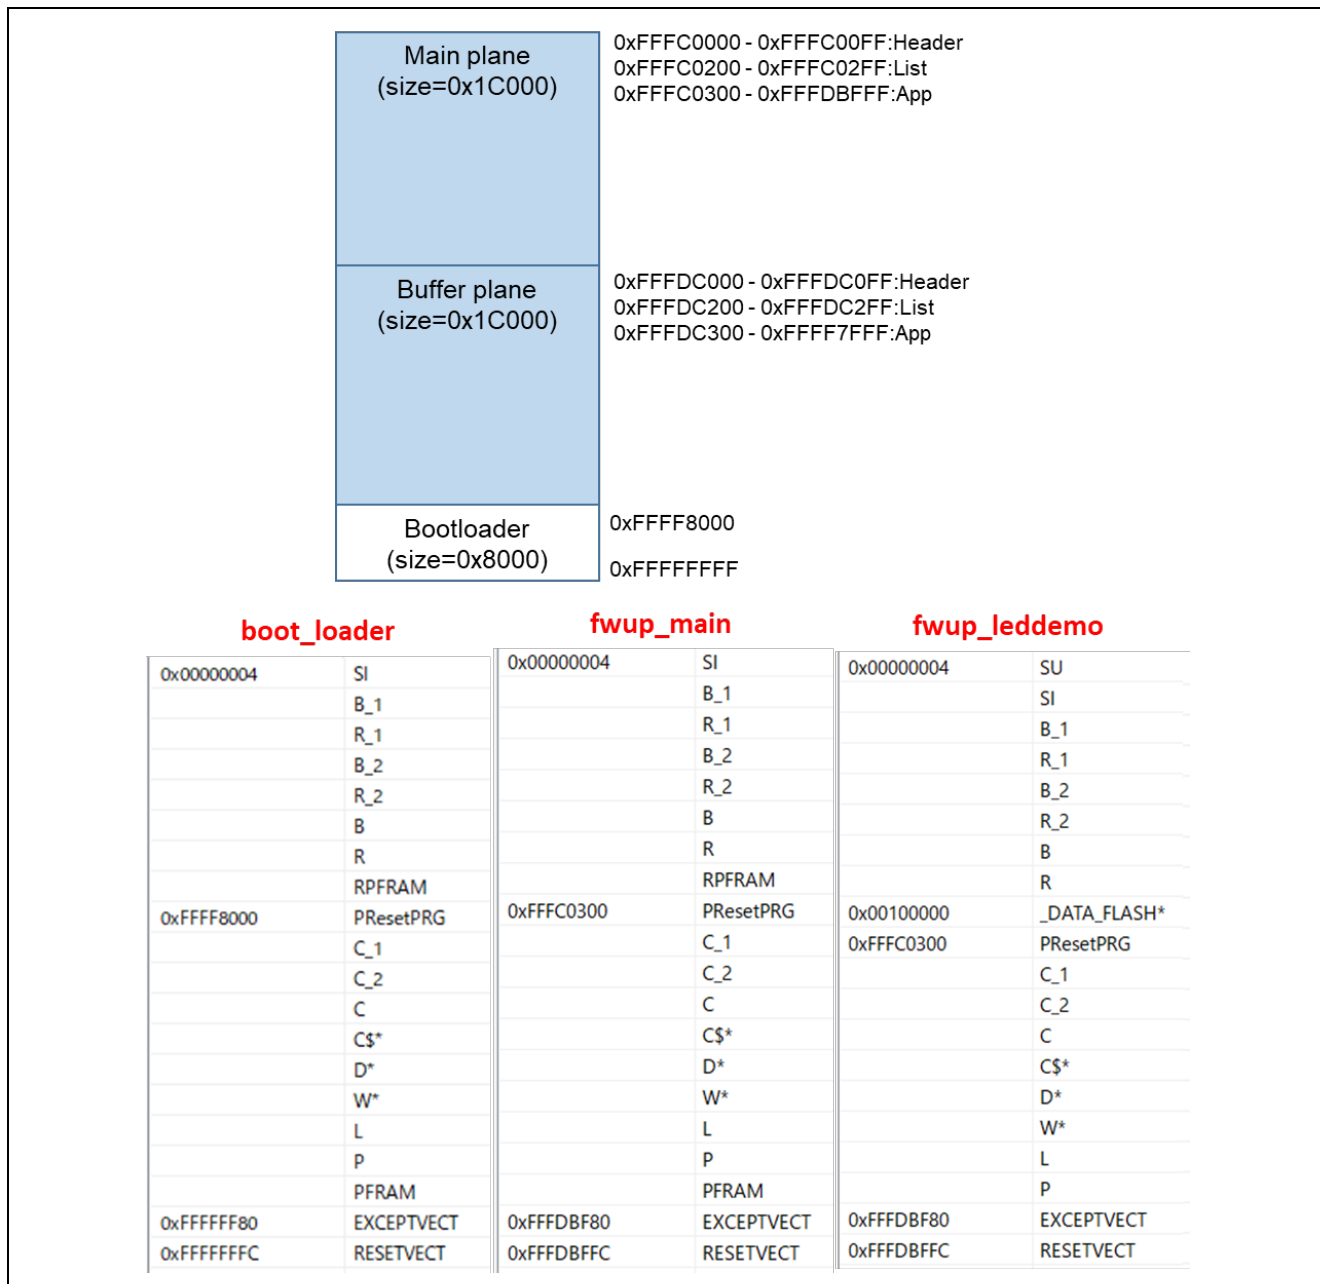 Main plane
(size=0x1C000)
0xFFFC0000 - 0xFFFC00FF:Header
0xFFFC0200 - 0xFFFC02FF:List
0xFFFC0300 - 0xFFFDBFFF:App
Buffer plane
(size=0x1C000)
0xFFFDC000 - 0xFFFDC0FF:Header
0xFFFDC200 - 0xFFFDC2FF:List
0xFFFDC300 - 0xFFFF7FFF:App
Bootloader
(size=0x8000)
0xFFFF8000
0xFFFFFFFF
boot_loader
0x00000004 SI
B_1
R_1
B_2
R_2
B
R
RPFRAM
0xFFFF8000 PResetPRG
C_1
C_2
C
C$*
D*
W*
L
P
PFRAM
0xFFFFFF80 EXCEPTVECT
0xFFFFFFFC RESETVECT
fwup_main
0x00000004 SI
B_1
R_1
B_2
R_2
B
R
RPFRAM
0xFFFC0300 PResetPRG
C_1
C_2
C
C$*
D*
W*
L
P
PFRAM
0xFFFDBF80 EXCEPTVECT
0xFFFDBFFC RESETVECT
fwup_leddemo
0x00000004 SU
SI
B_1
R_1
B_2
R_2
B
R
0x00100000 _DATA_FLASH*
0xFFFC0300 PResetPRG
C_1
C_2
C
C$*
D*
W*
L
P
0xFFFDBF80 EXCEPTVECT
0xFFFDBFFC RESETVECT